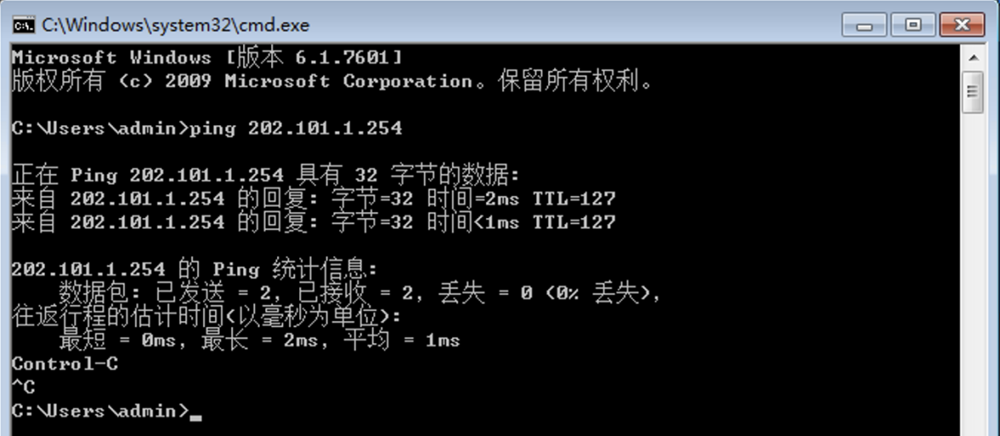 C:\Windows\system32\cmd.exe
Microsoft Windows [版本 6.1.7601]
版权所有 (c) 2009 Microsoft Corporation。保留所有权利。
C:\Users\admin>ping 202.101.1.254
正在 Ping 202.101.1.254 具有 32 字节的数据:
来自 202.101.1.254 的回复: 字节=32 时间=2ms TTL=127
来自 202.101.1.254 的回复: 字节=32 时间<1ms TTL=127
202.101.1.254 的 Ping 统计信息:
数据包: 已发送 = 2, 已接收 = 2, 丢失 = 0 (0% 丢失),
往返行程的估计时间(以毫秒为单位):
最短 = 0ms, 最长 = 2ms, 平均 = 1ms
Control-C
^C
C:\Users\admin>_